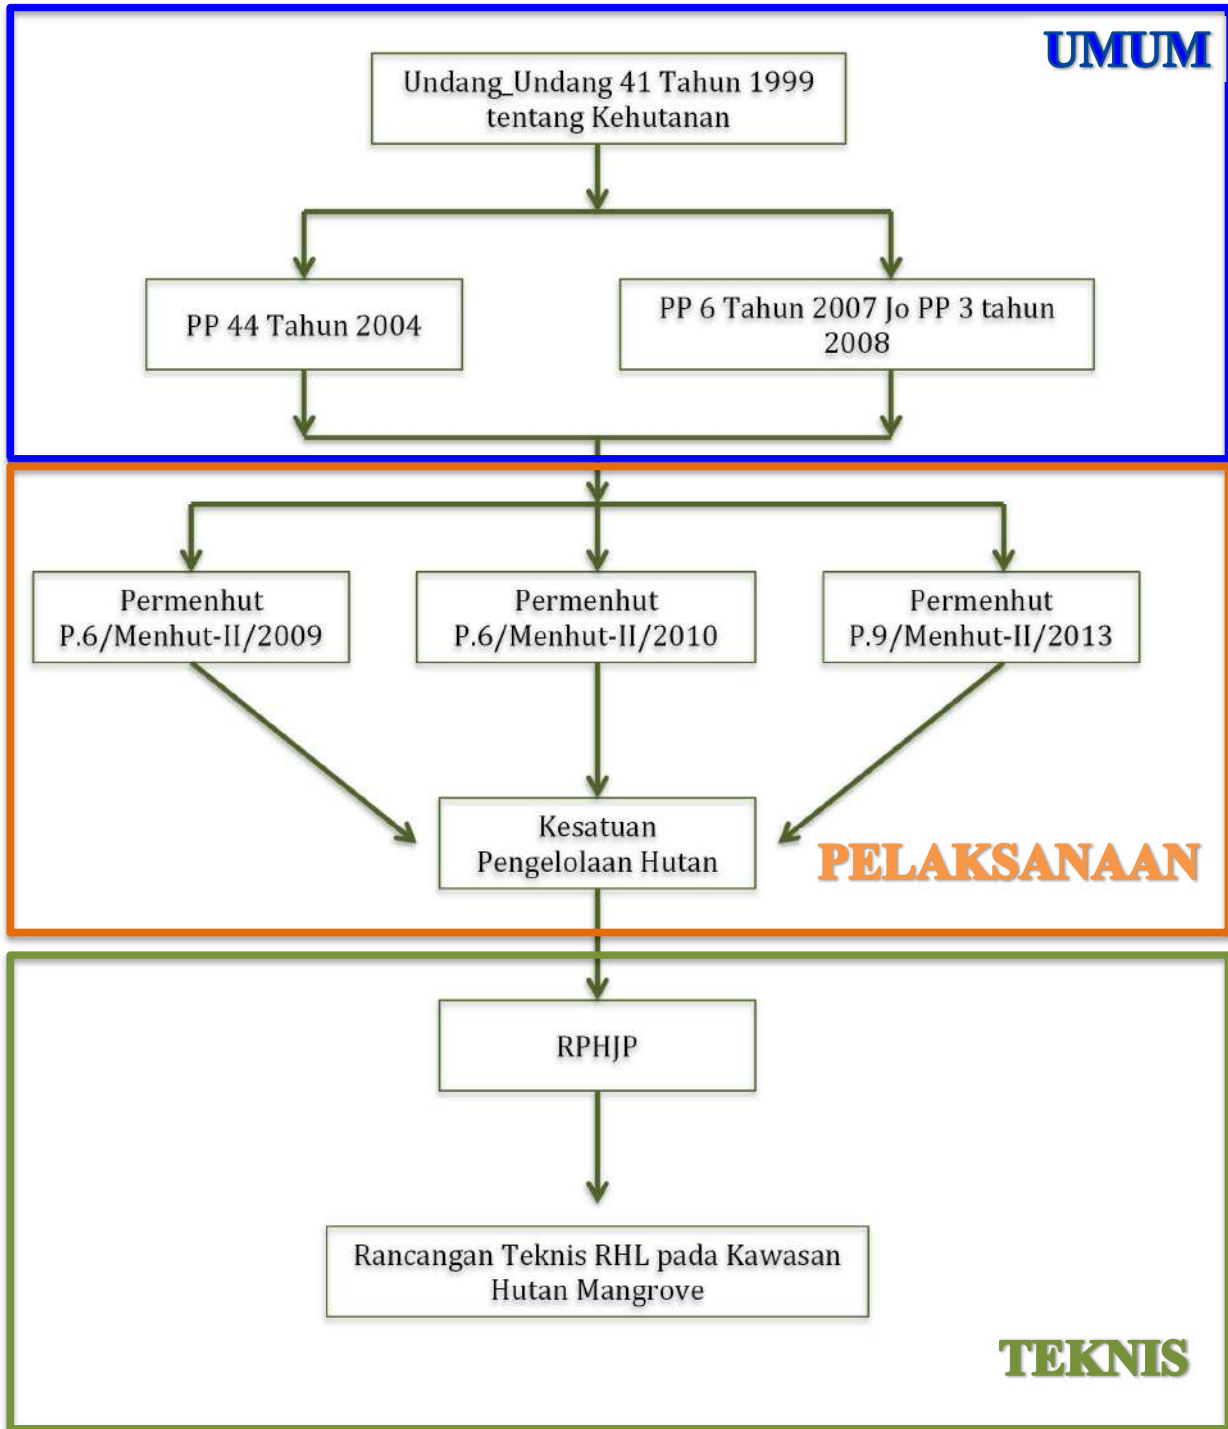 UMUM
Undang_Undang 41 Tahun 1999
tentang Kehutanan
PP 44 Tahun 2004
PP 6 Tahun 2007 Jo PP 3 tahun
2008
Permenhut
P.6/Menhut-II/2009
Permenhut
P.6/Menhut-II/2010
Permenhut
P.9/Menhut-II/2013
Kesatuan
Pengelolaan Hutan
PELAKSANAAN
RPHJP
Rancangan Teknis RHL pada Kawasan
Hutan Mangrove
TEKNIS